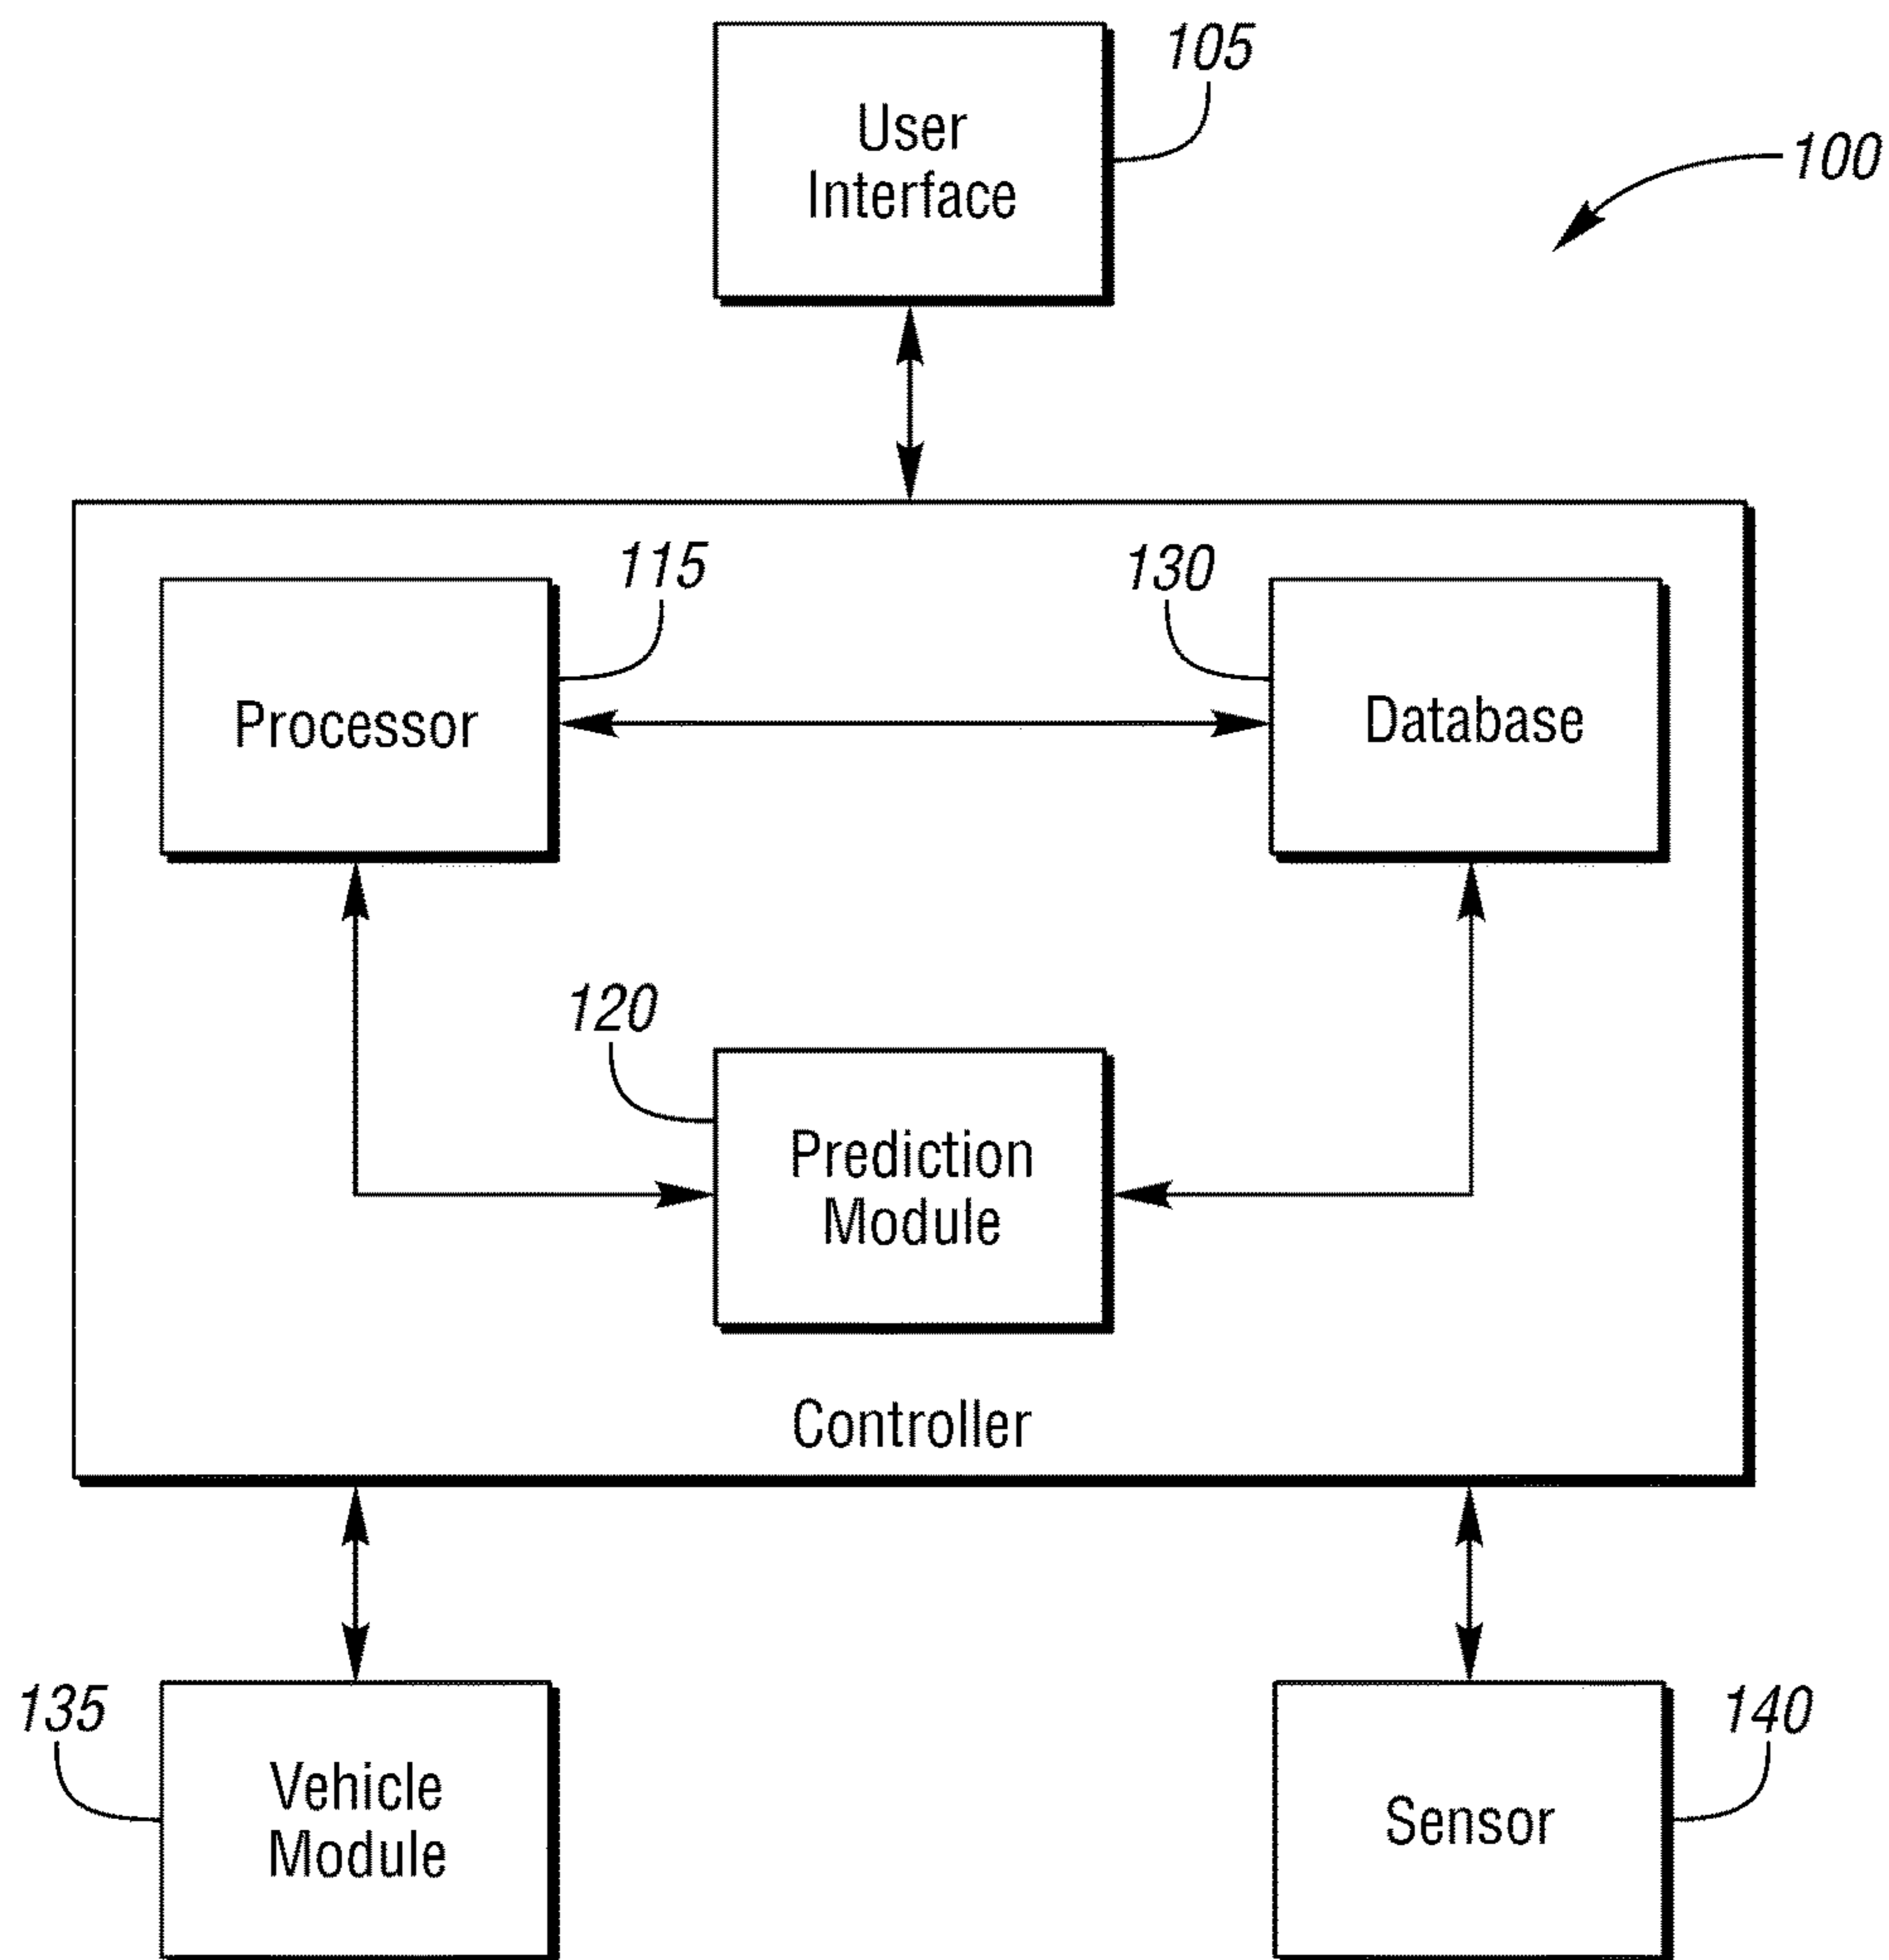 105
User
Interface
100
115
130
Processor
Database
120
Prediction
Module
Controller
135
140
Vehicle
Module
Sensor